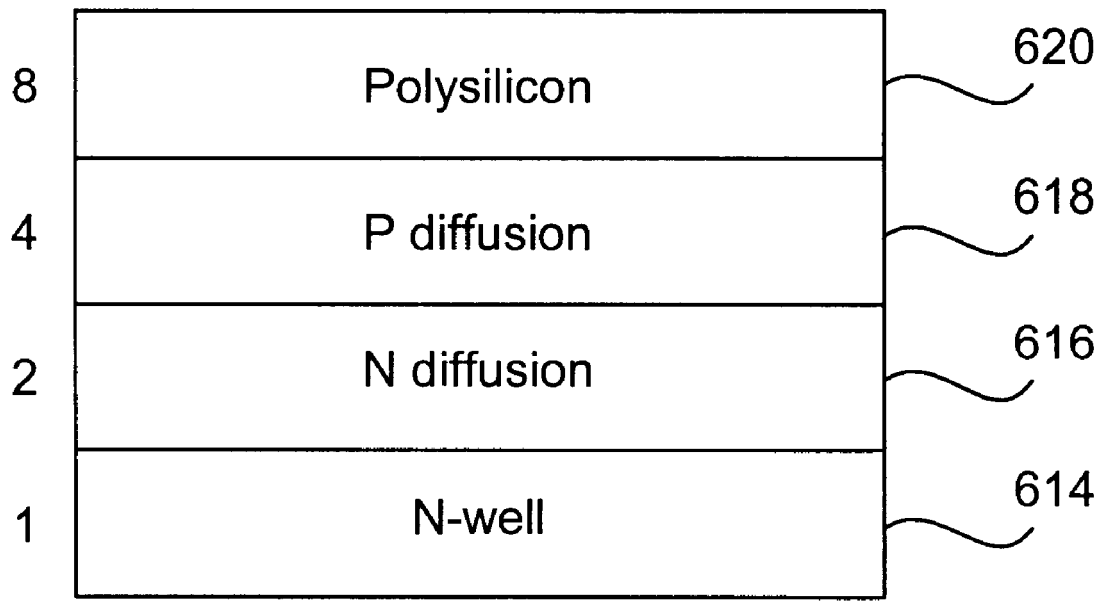 620
8 Polysilicon
618
4 P diffusion
616
2 N diffusion
614
1 N-well